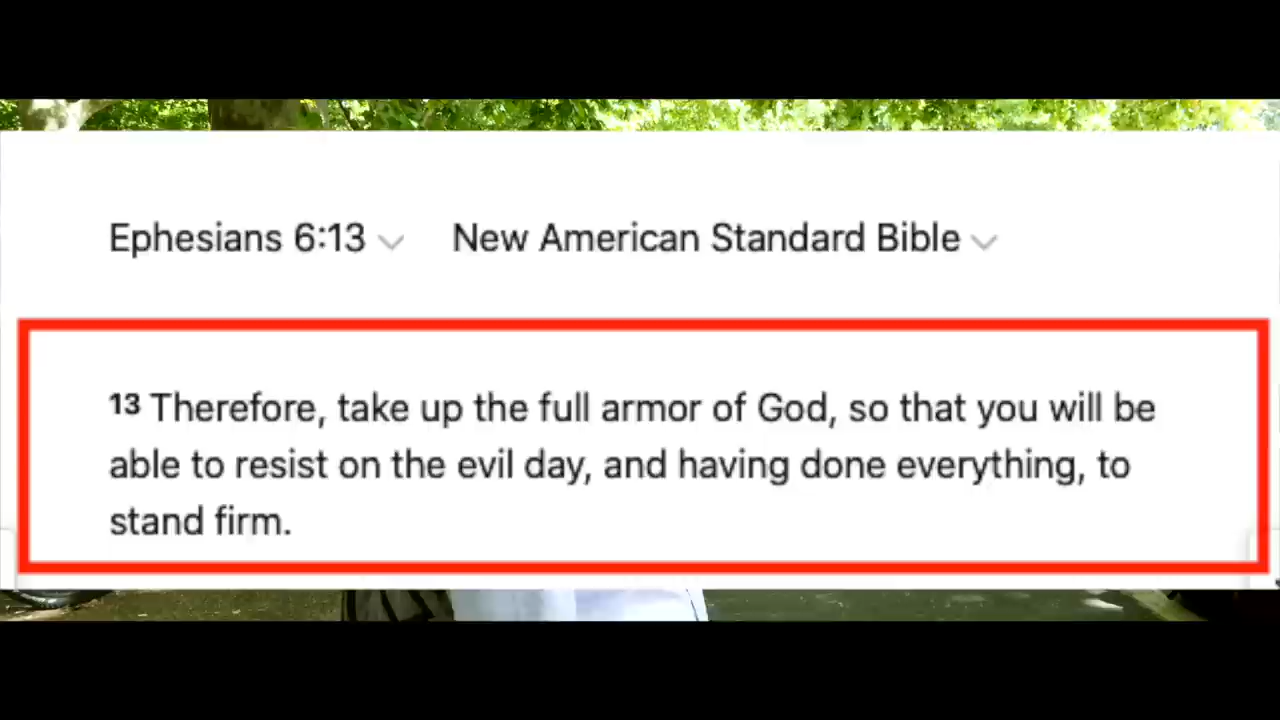 Ephesians 6:13 New American Standard Bible
13 Therefore, take up the full armor of God, so that you will be
able to resist on the evil day, and having done everything, to
stand firm.